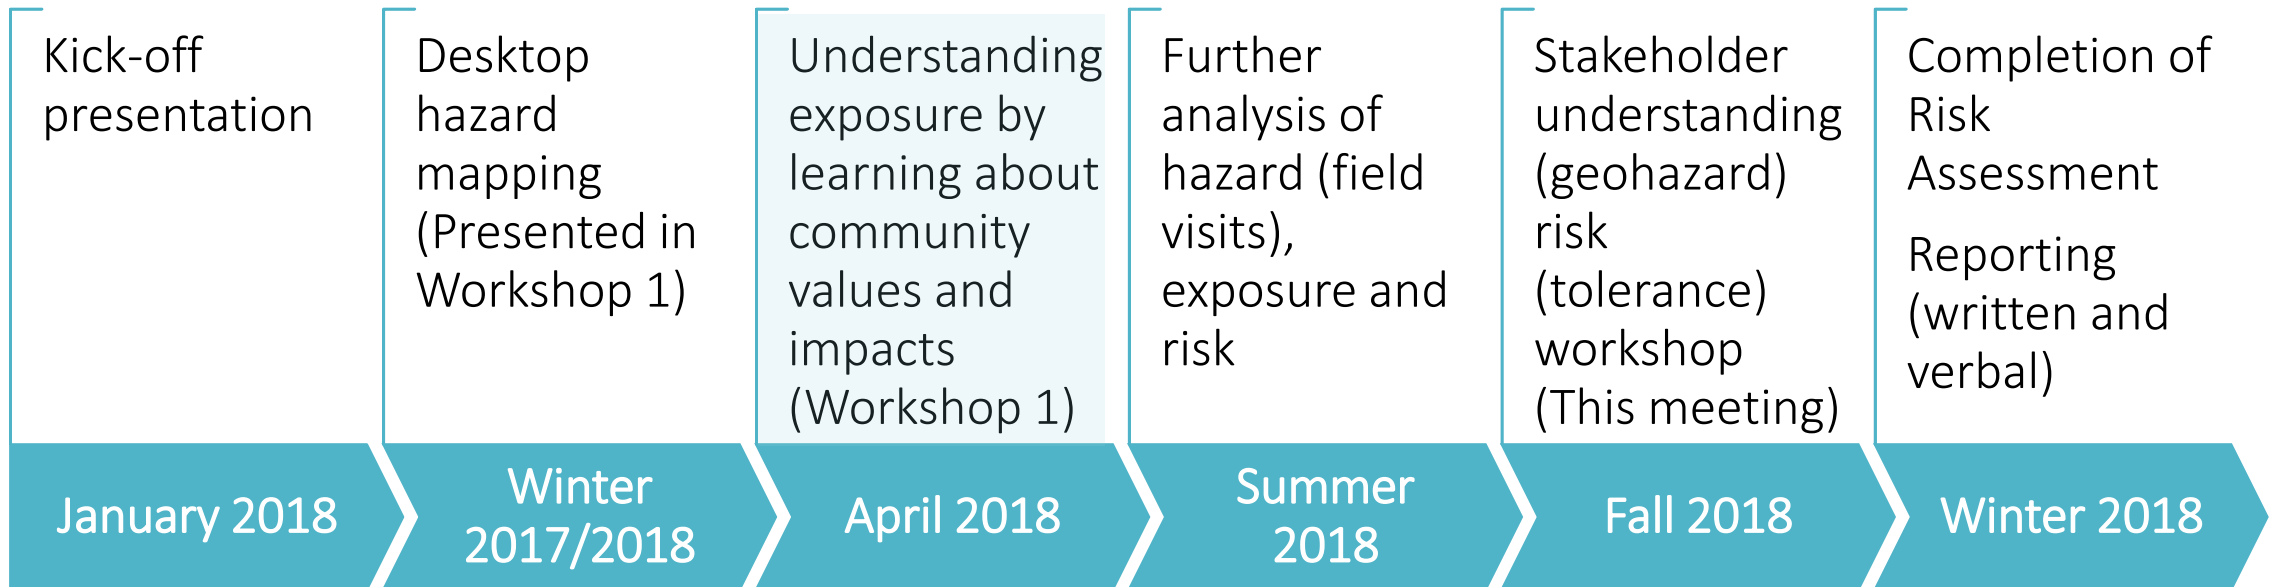 Kick-off
presentation
January 2018
Desktop
hazard
mapping
(Presented in
Workshop 1)
Winter
2017/2018
Understanding
exposure by
learning about
community
values and
impacts
(Workshop 1)
April 2018
Further
analysis of
hazard (field
visits),
exposure and
risk
Summer
2018
Stakeholder
understanding
(geohazard)
risk
(tolerance)
workshop
(This meeting)
Fall 2018
Completion of
Risk
Assessment
Reporting
(written and
verbal)
Winter 2018